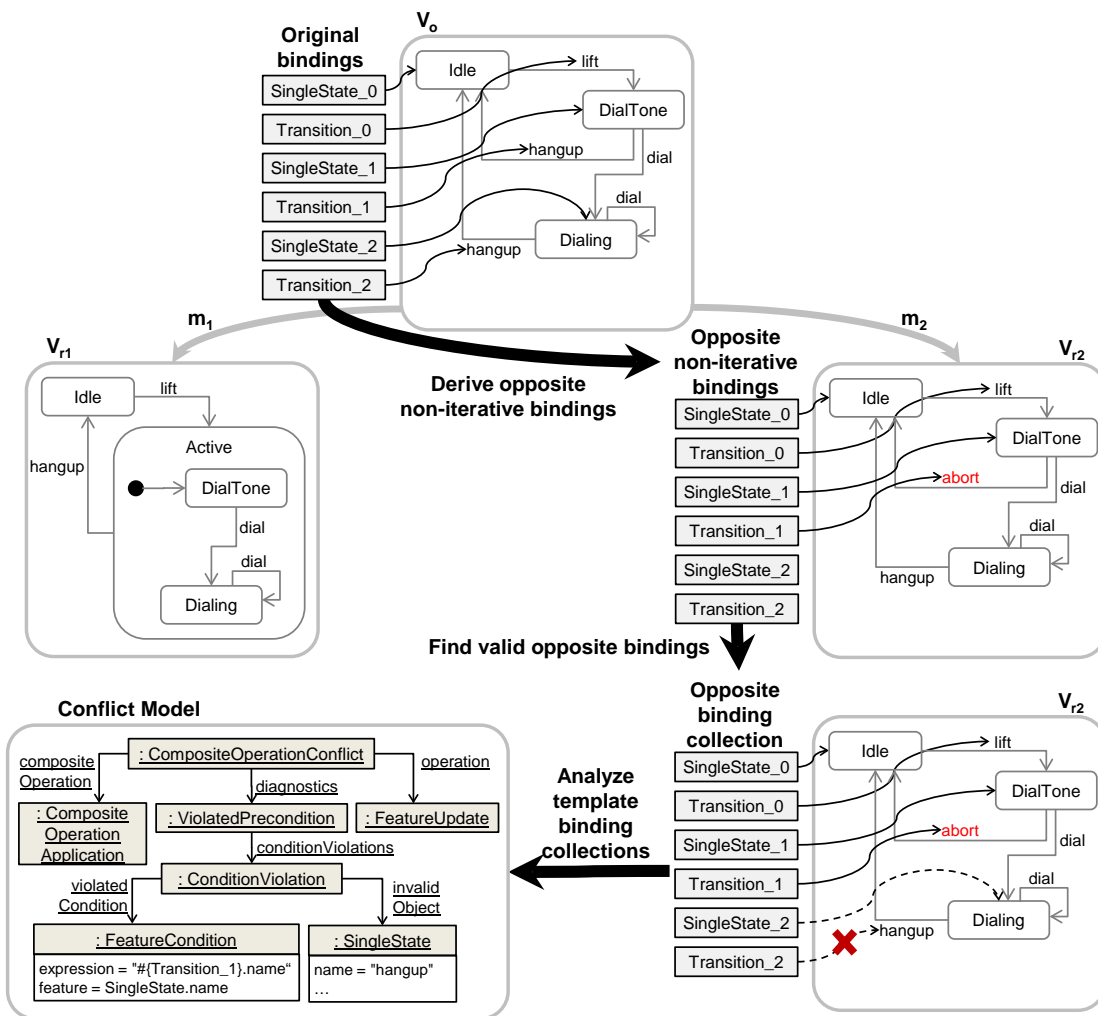 Original
bindings
V₀
SingleState_0
Transition_0
SingleState_1
Transition_1
SingleState_2
Transition_2
Idle
lift
DialTone
hangup
dial
dial
Dialing
hangup
m₁
m₂
Derive opposite
non-iterative bindings
Vr1
Idle
lift
Active
hangup
DialTone
dial
dial
Dialing
Opposite
non-iterative
bindings
Vr2
SingleState_0
Transition_0
SingleState_1
Transition_1
SingleState_2
Transition_2
Idle
lift
DialTone
abort
dial
dial
Dialing
hangup
Find valid opposite bindings
Opposite
binding
collection
Vr2
SingleState_0
Transition_0
SingleState_1
Transition_1
SingleState_2
Transition_2
Idle
lift
DialTone
abort
dial
dial
Dialing
hangup
Analyze
template
binding
collections
Conflict Model
: CompositeOperationConflict
composite
Operation
diagnostics
operation
: Composite
Operation
Application
: ViolatedPrecondition
: FeatureUpdate
conditionViolations
: ConditionViolation
violated
Condition
invalid
Object
: FeatureCondition
expression = "#{Transition_1}.name“
feature = SingleState.name
: SingleState
name = "hangup"
…